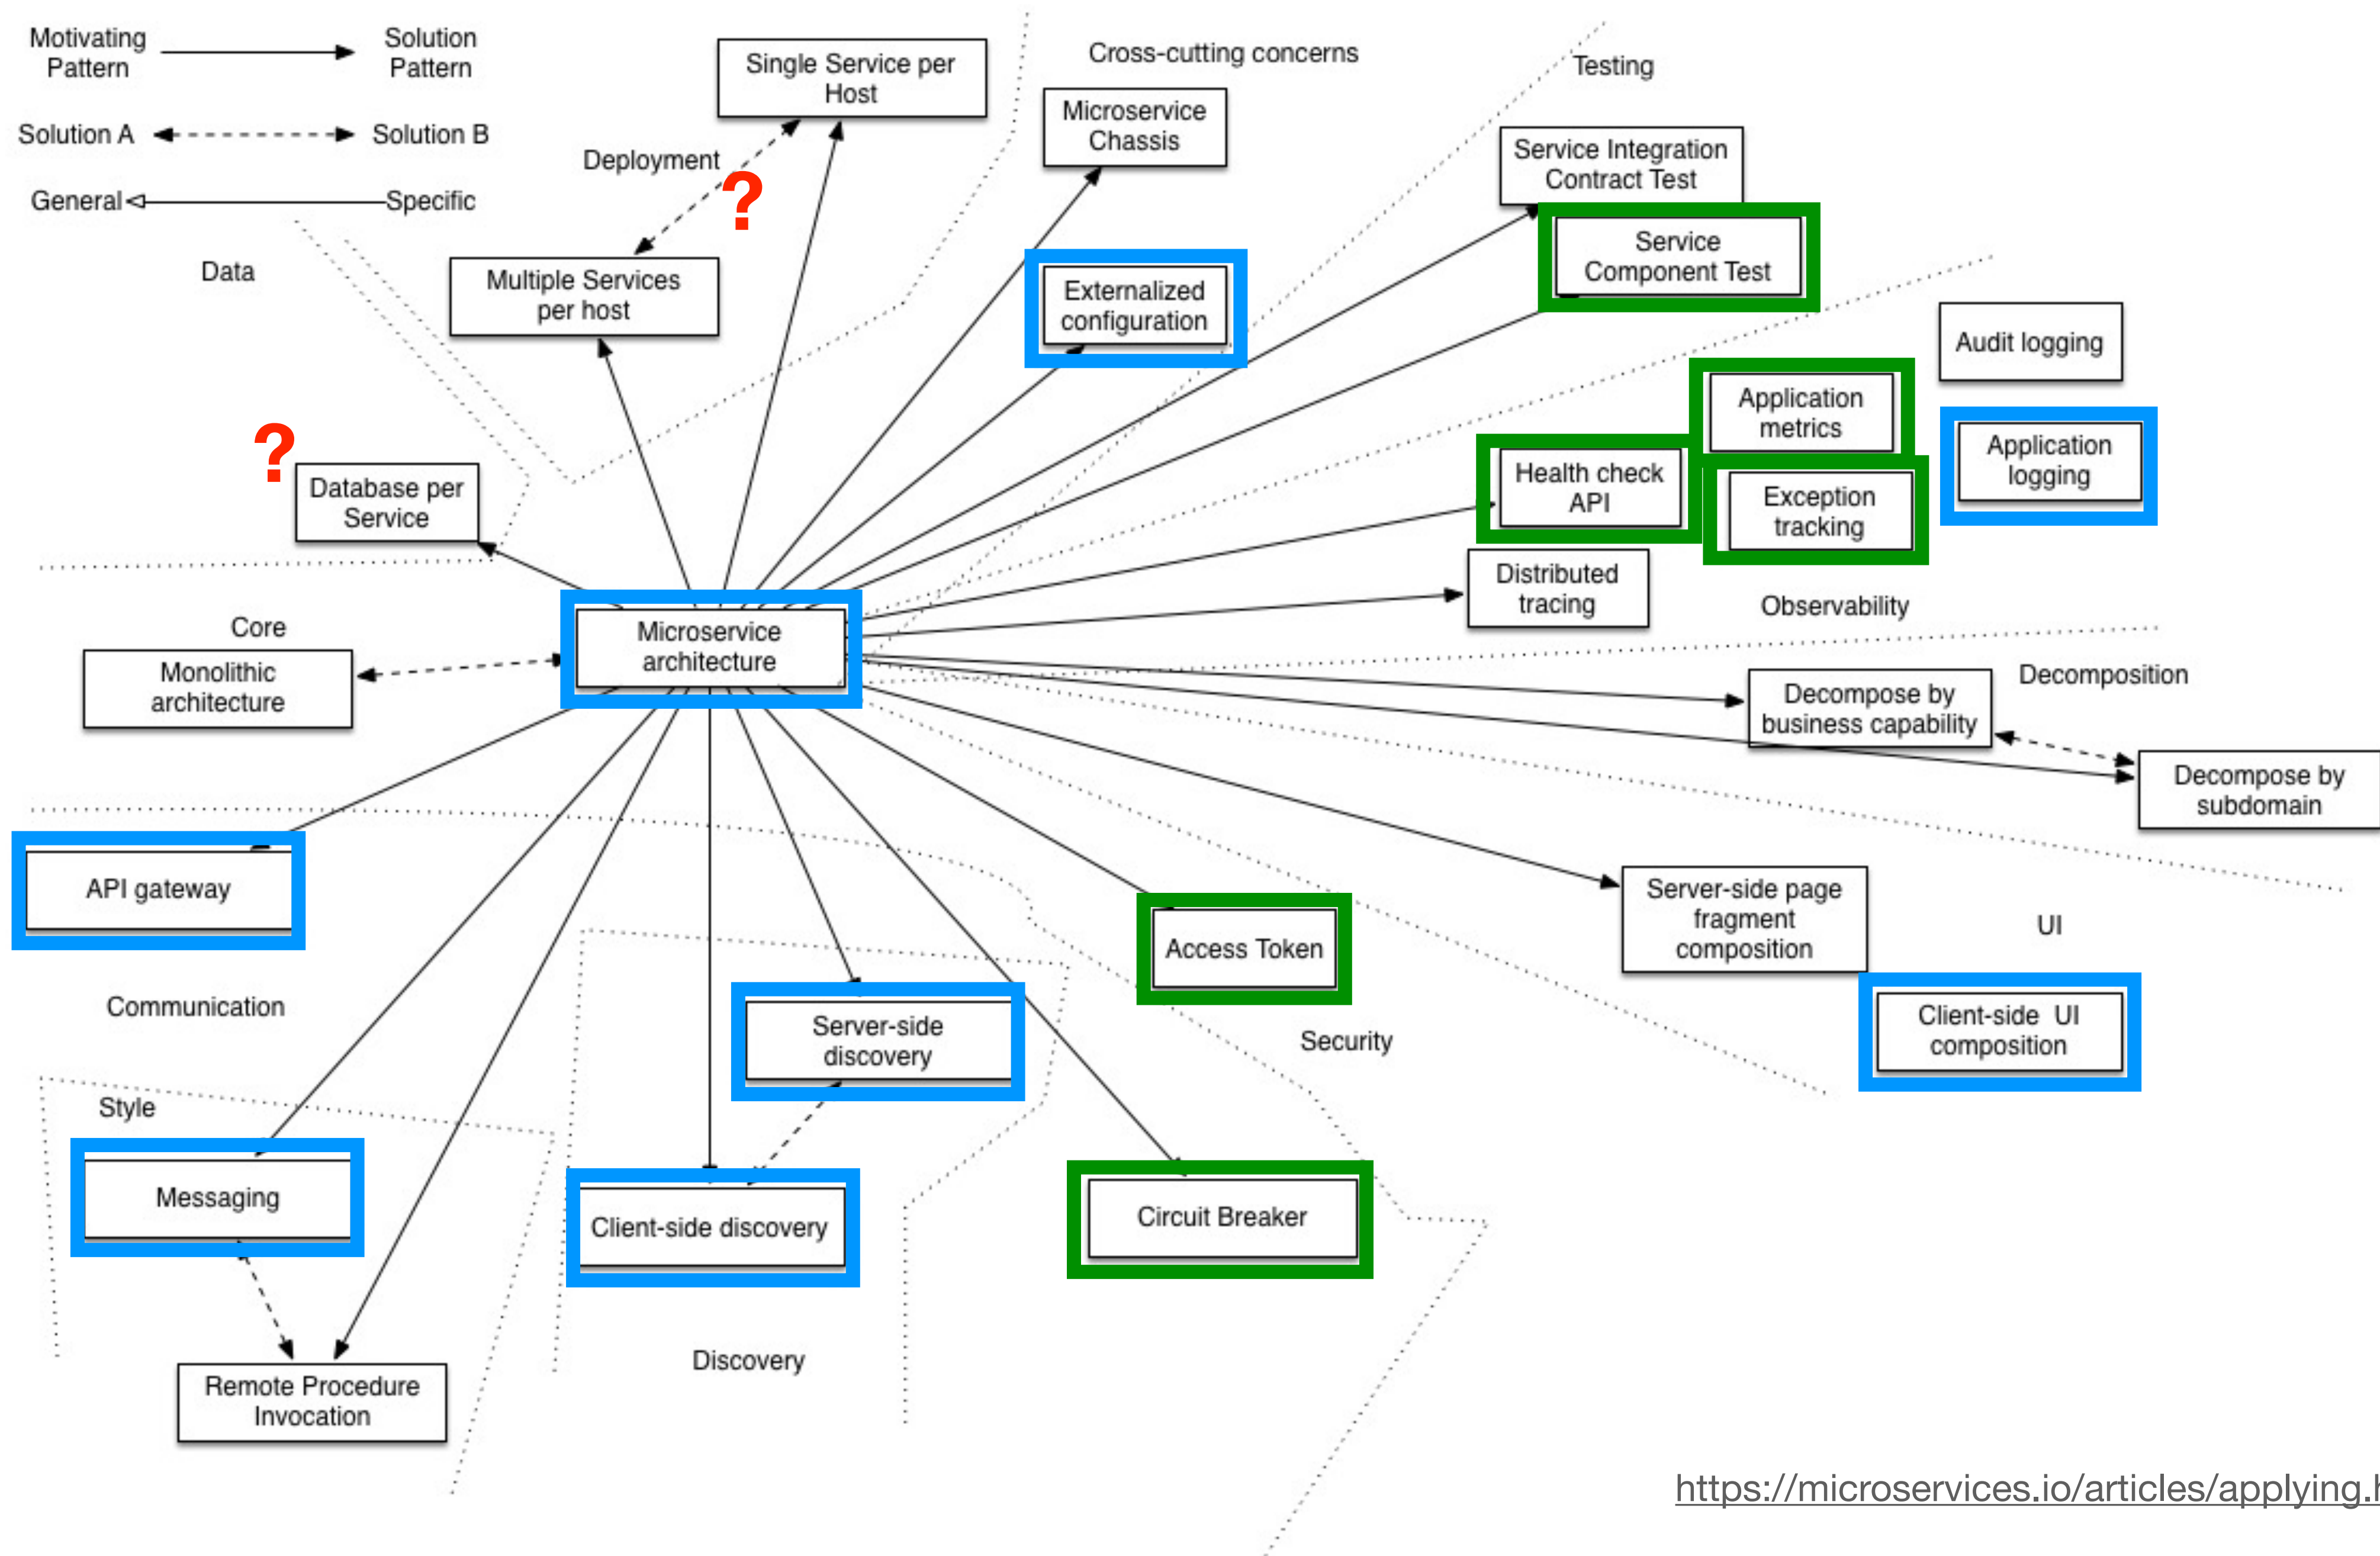 Motivating
Pattern
Solution
Pattern
Solution A
Solution B
General
Specific
Single Service per
Host
Deployment
?
Multiple Services
per host
Data
?
Database per
Service
Cross-cutting concerns
Microservice
Chassis
Externalized
configuration
Testing
Service Integration
Contract Test
Service
Component Test
Audit logging
Application
metrics
Application
logging
Health check
API
Exception
tracking
Distributed
tracing
Observability
Core
Monolithic
architecture
Microservice
architecture
Decomposition
Decompose by
business capability
Decompose by
subdomain
API gateway
Communication
Server-side page
fragment
composition
UI
Client-side UI
composition
Access Token
Security
Server-side
discovery
Style
Messaging
Client-side discovery
Circuit Breaker
Discovery
Remote Procedure
Invocation
https://microservices.io/articles/applying.h